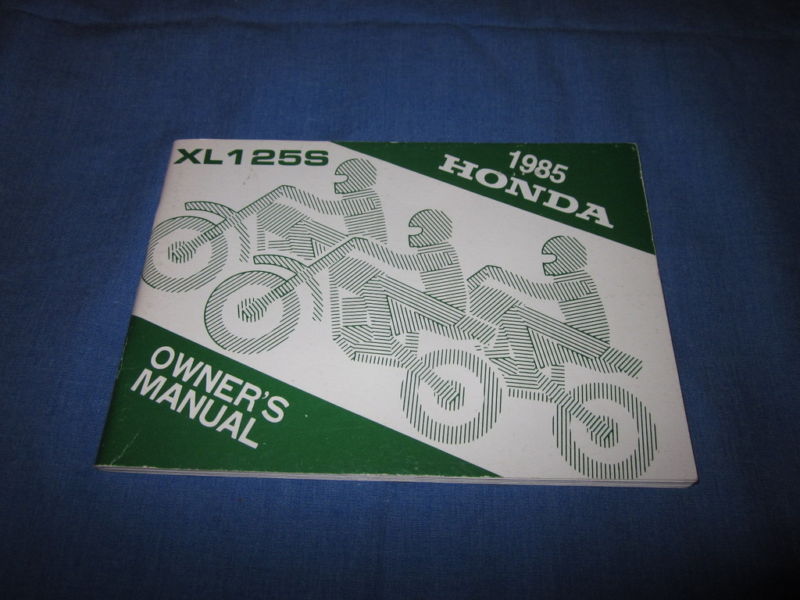 XL125S
1985
HONDA
OWNER'S
MANUAL